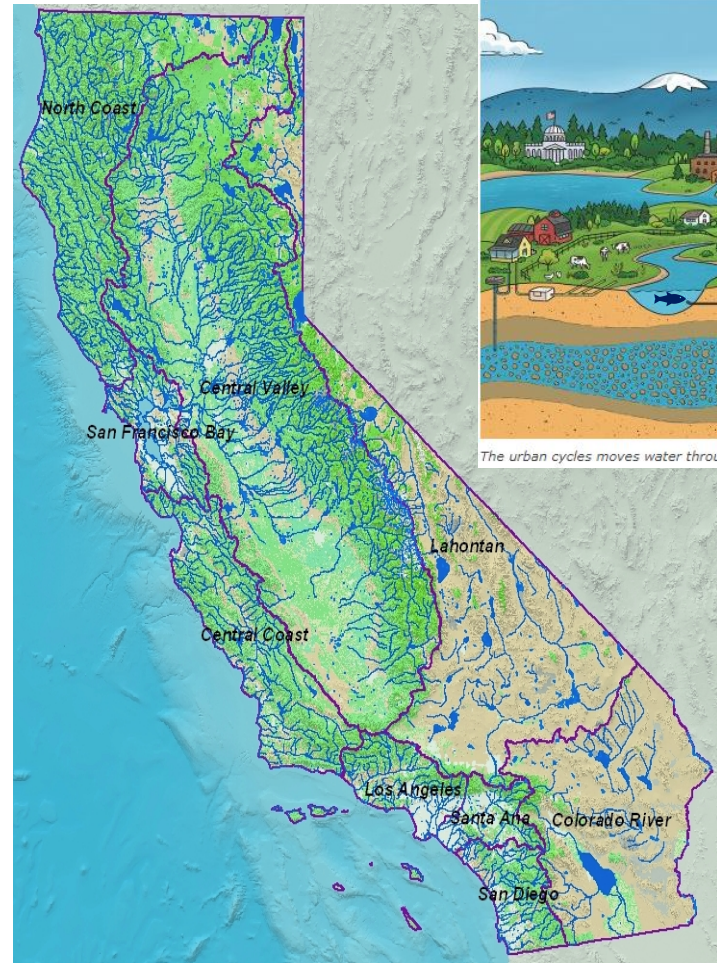 North Coast
Central Valley
San Francisco Bay
The urban cycles moves water throu
Lahontan
Central Coast
Los Angeles
Santa Ana
Colorado River
San Diego